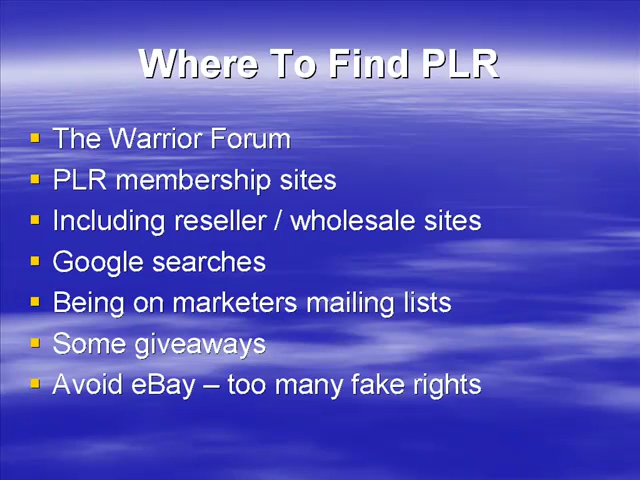 Where To Find PLR
The Warrior Forum
PLR membership sites
Including reseller / wholesale sites
Google searches
Being on marketers mailing lists
Some giveaways
Avoid eBay – too many fake rights